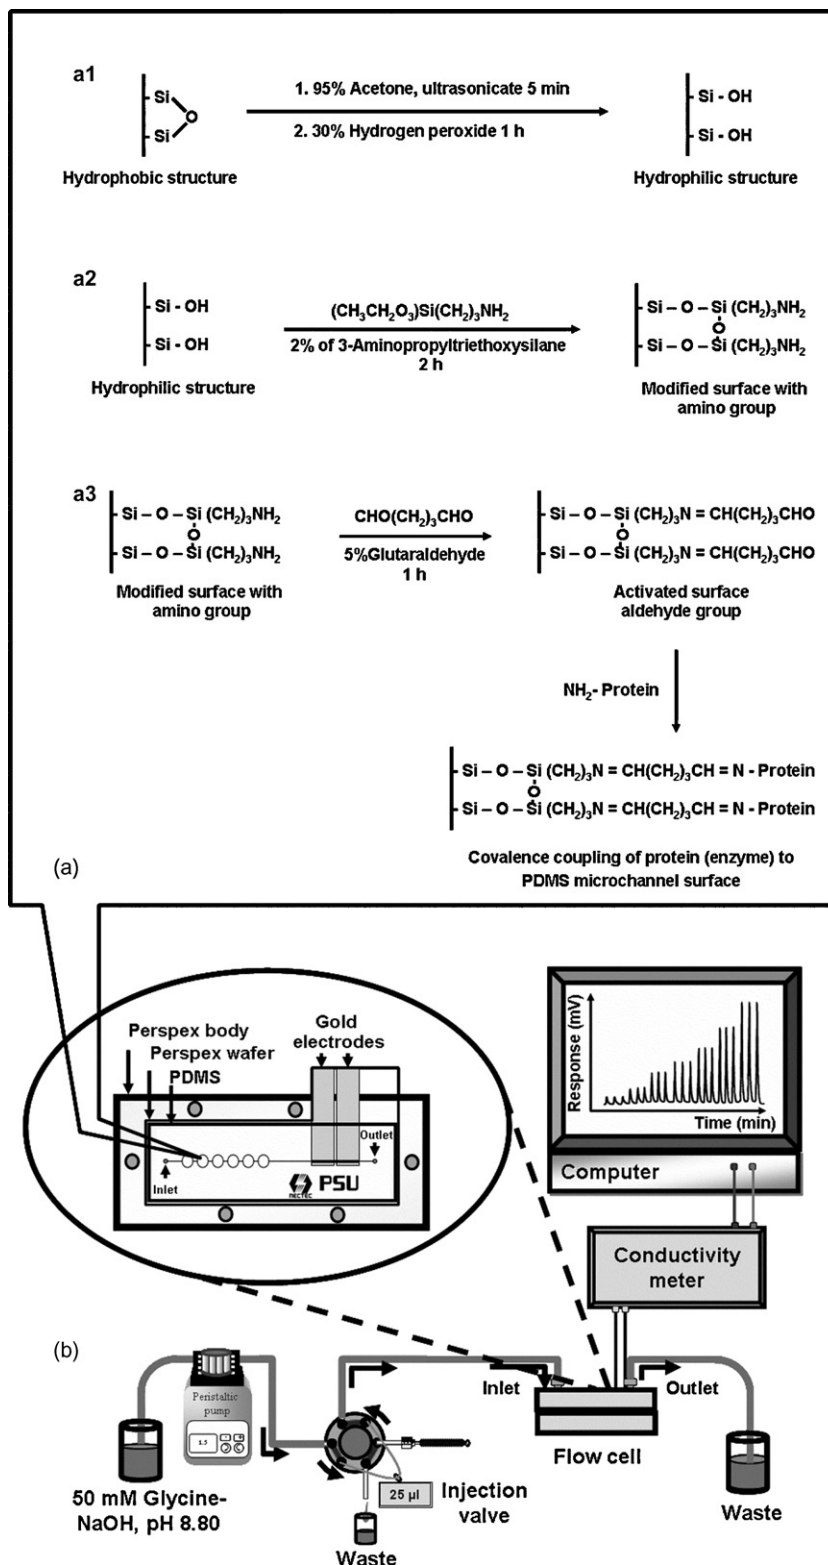 a1
Si
O
Si
Hydrophobic structure
1. 95% Acetone, ultrasonicate 5 min
2. 30% Hydrogen peroxide 1 h
Si - OH
Si - OH
Hydrophilic structure
a2
Si - OH
Si - OH
Hydrophilic structure
(CH₃CH₂O₃)Si(CH₂)₃NH₂
2% of 3-Aminopropyltriethoxysilane
2 h
Si – O – Si (CH₂)₃NH₂
O
Si – O – Si (CH₂)₃NH₂
Modified surface with
amino group
a3
Si – O – Si (CH₂)₃NH₂
O
Si – O – Si (CH₂)₃NH₂
Modified surface with
amino group
CHO(CH₂)₃CHO
5%Glutaraldehyde
1 h
Si – O – Si (CH₂)₃N = CH(CH₂)₃CHO
O
Si – O – Si (CH₂)₃N = CH(CH₂)₃CHO
Activated surface
aldehyde group
NH₂- Protein
Si – O – Si (CH₂)₃N = CH(CH₂)₃CH = N - Protein
O
Si – O – Si (CH₂)₃N = CH(CH₂)₃CH = N - Protein
Covalence coupling of protein (enzyme) to
PDMS microchannel surface
(a)
Perspex body
Perspex wafer
PDMS
Gold
electrodes
Inlet
Outlet
NECTEC
PSU
Response (mV)
Time (min)
Computer
Conductivity
meter
(b)
Peristaltic
pump
1.5
50 mM Glycine-
NaOH, pH 8.80
25 µl
Injection
valve
Waste
Inlet
Outlet
Flow cell
Waste